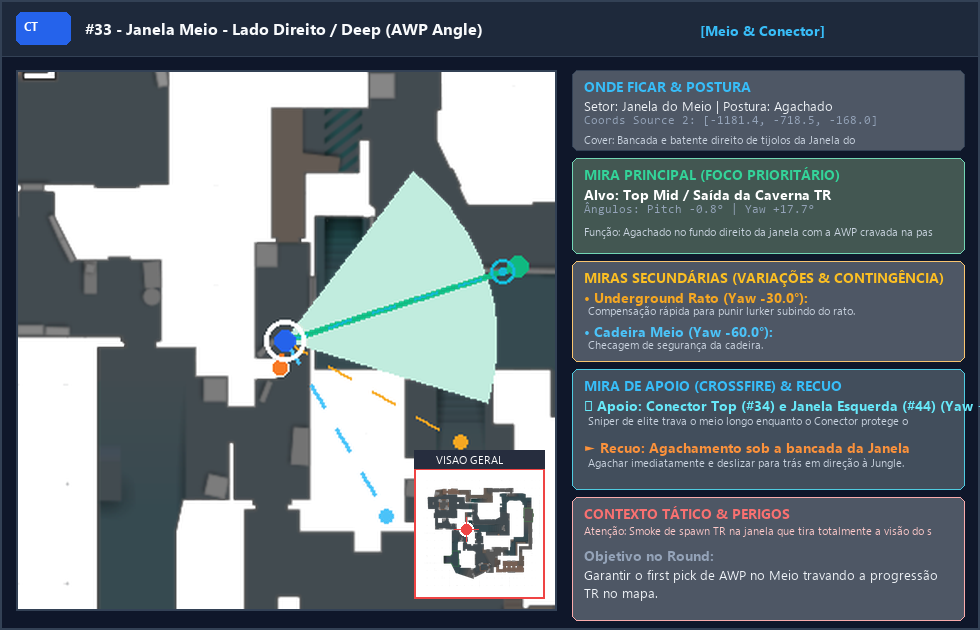 CT
#33 - Janela Meio - Lado Direito / Deep (AWP Angle)
[Meio & Conector]
ONDE FICAR & POSTURA
Setor: Janela do Meio | Postura: Agachado
Coords Source 2: [-1181.4, -718.5, -168.0]
Cover: Bancada e batente direito de tijolos da Janela do
MIRA PRINCIPAL (FOCO PRIORITÁRIO)
Alvo: Top Mid / Saída da Caverna TR
Ângulos: Pitch -0.8° | Yaw +17.7°
Função: Agachado no fundo direito da janela com a AWP cravada na pas
MIRAS SECUNDÁRIAS (VARIAÇÕES & CONTINGÊNCIA)
• Underground Rato (Yaw -30.0°):
Compensação rápida para punir lurker subindo do rato.
• Cadeira Meio (Yaw -60.0°):
Checagem de segurança da cadeira.
MIRA DE APOIO (CROSSFIRE) & RECUO
Apoio: Conector Top (#34) e Janela Esquerda (#44) (Yaw -
Sniper de elite trava o meio longo enquanto o Conector protege o
► Recuo: Agachamento sob a bancada da Janela
Agachar imediatamente e deslizar para trás em direção à Jungle.
CONTEXTO TÁTICO & PERIGOS
Atenção: Smoke de spawn TR na janela que tira totalmente a visão do s
Objetivo no Round:
Garantir o first pick de AWP no Meio travando a progressão
TR no mapa.
VISAO GERAL